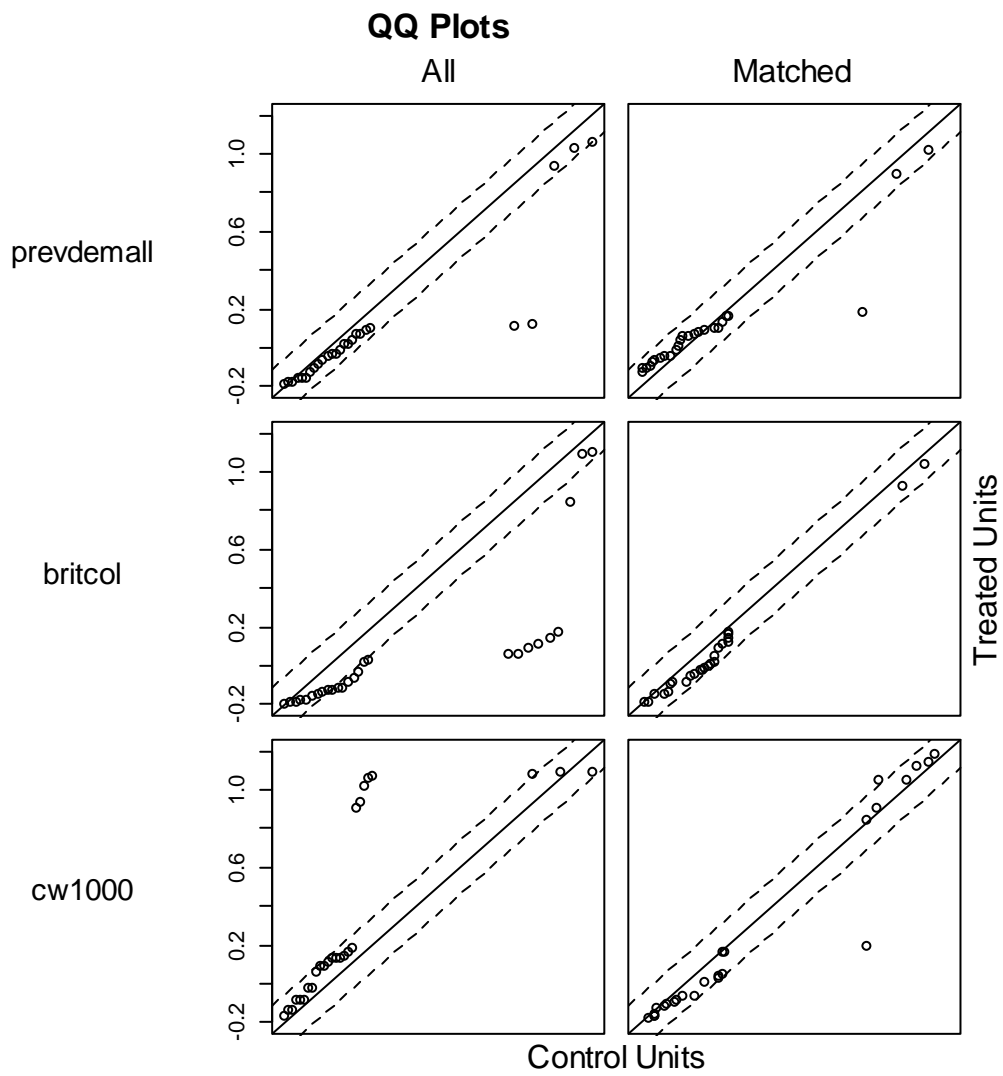 QQ Plots
All
Matched
prevdemall
1.0
0.6
0.2
-0.2
britcol
1.0
0.6
0.2
-0.2
cw1000
1.0
0.6
0.2
-0.2
Treated Units
Control Units